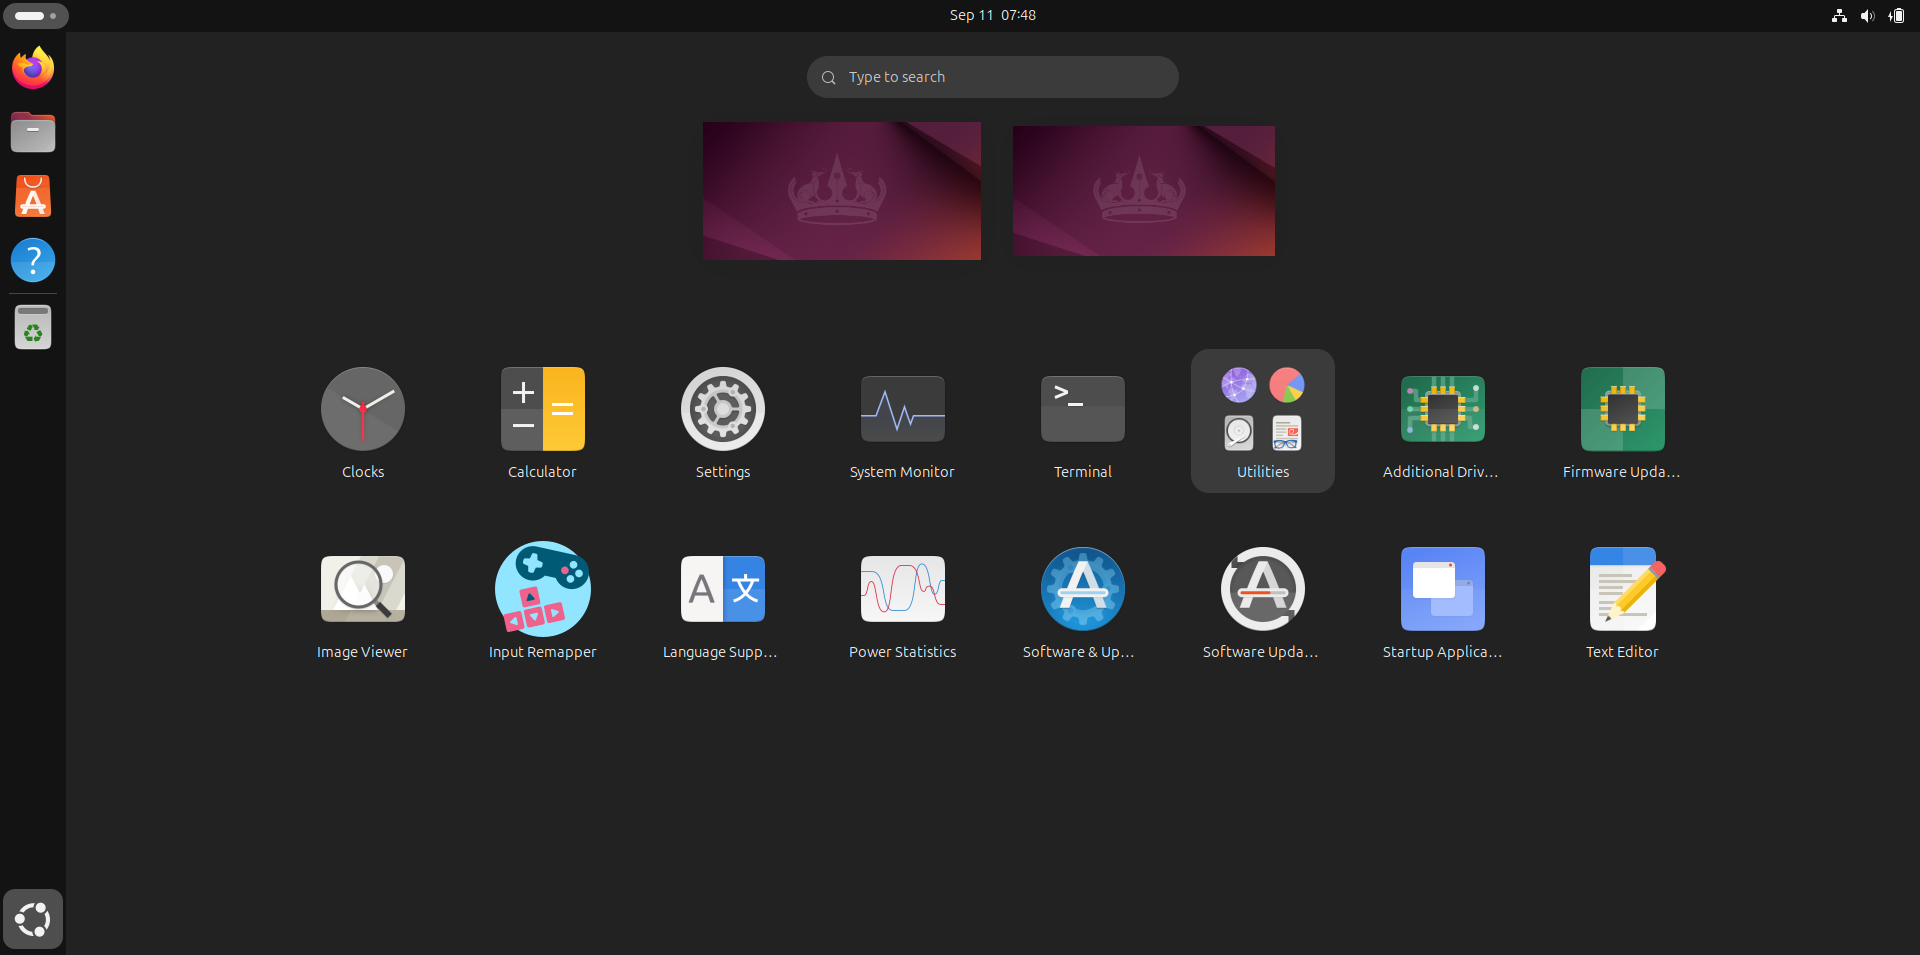 Sep 11 07:48
Type to search
Clocks
Calculator
Settings
System Monitor
Terminal
Utilities
Additional Driv...
Firmware Upda...
Image Viewer
Input Remapper
Language Supp...
Power Statistics
Software & Up...
Software Upda...
Startup Applica...
Text Editor